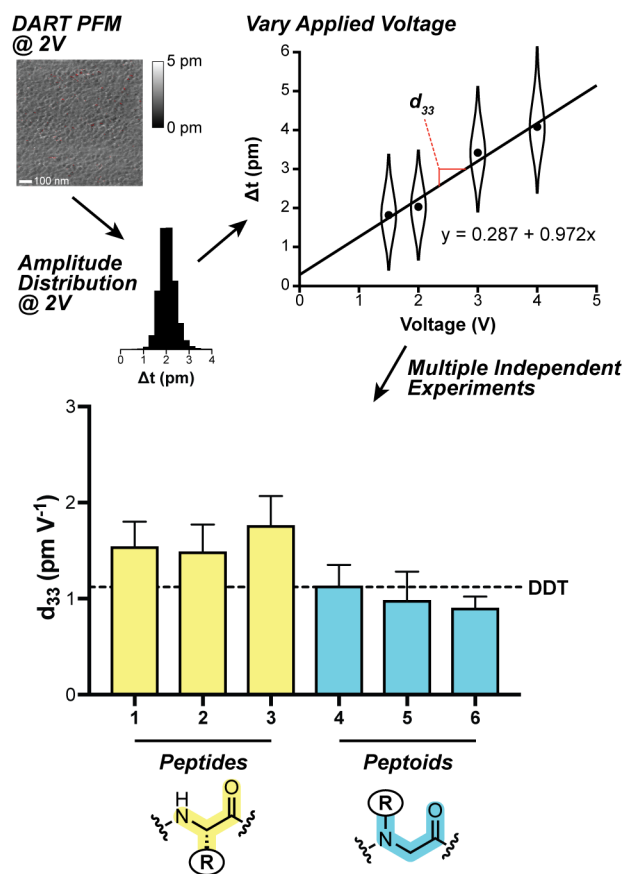 DART PFM
@ 2V
5 pm
0 pm
100 nm
Vary Applied Voltage
Δt (pm)
6
5
4
3
2
1
0
d33
y = 0.287 + 0.972x
0 1 2 3 4 5
Voltage (V)
Amplitude
Distribution
@ 2V
0 1 2 3 4
Δt (pm)
Multiple Independent
Experiments
d33 (pm V-1)
3
2
1
0
DDT
1 2 3 4 5 6
Peptides Peptoids
H
N
O
R
R
N
O